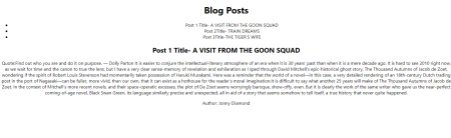 Blog Posts
Post 1 Title- A VISIT FROM THE GOON SQUAD
Post 2Title- TRAIN DREAMS
Post 3Title-THE TIGER'S WIFE
Post 1 Title- A VISIT FROM THE GOON SQUAD
Quote:Find out who you are and do it on purpose. — Dolly Parton It is easier to conjure the intellectual-literary atmosphere of an era when it is 30 years past than when it is a mere decade ago. It is hard to see 2010 right now,
as we wait for time and the cancer to true the lens, but I have a very clear sense-memory of revelation and exhilaration as I sped through David Mitchell's epic historical ghost story, The Thousand Autumns of Jacob de Zoet,
wondering if the spirit of Robert Louis Stevenson had momentarily taken possession of Haruki Murakami. Here was a reminder that the world of a novel—in this case, a very detailed rendering of an 18th century Dutch trading
post in the port of Nagasaki—can be fuller, more vivid, than our own, that it can exist as a hothouse for the reader's moral imagination. It is difficult to say what another 25 years will make of The Thousand Autumns of Jacob de
Zoet. In the context of Mitchell's more recent novels, and their space-operatic excesses, the plot of De Zoet seems worryingly baroque, show-offy, even. But it is clearly the work of the same writer who gave us the near-perfect
coming-of-age novel, Black Swan Green. Its language similarly precise and unexpected, all in aid of a story that seems somehow to tell itself, a true history that never quite happened.
Author: Jonny Diamond